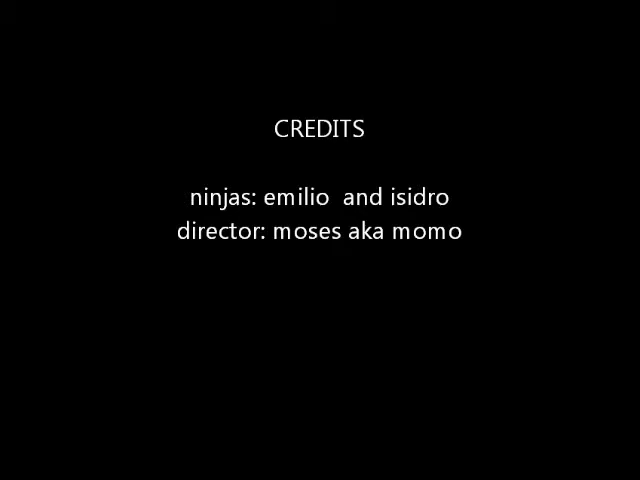 CREDITS
ninjas: emilio  and isidro
director: moses aka momo